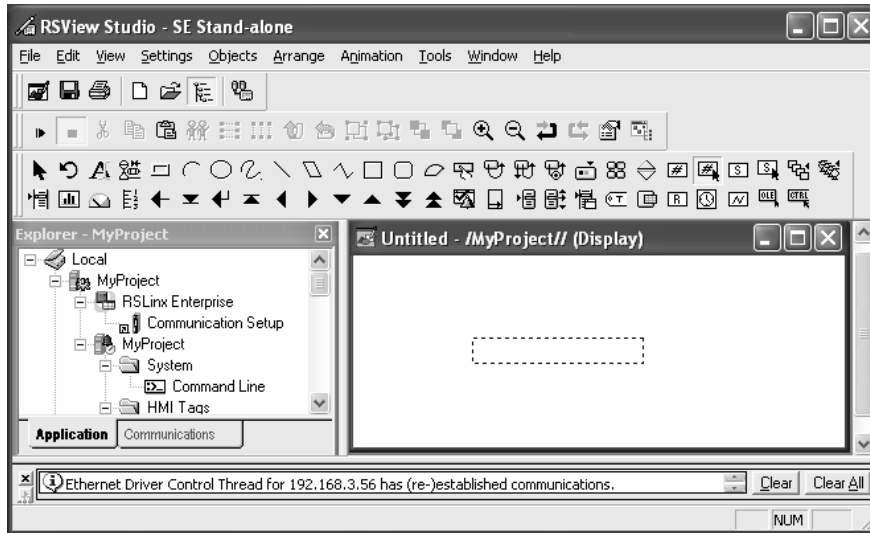 RSView Studio - SE Stand-alone
File Edit View Settings Objects Arrange Animation Tools Window Help
Explorer - MyProject
Local
MyProject
RSLinx Enterprise
Communication Setup
MyProject
System
Command Line
HMI Tags
Application Communications
Untitled - /MyProject// (Display)
Ethernet Driver Control Thread for 192.168.3.56 has (re-)established communications.
Clear Clear All
NUM